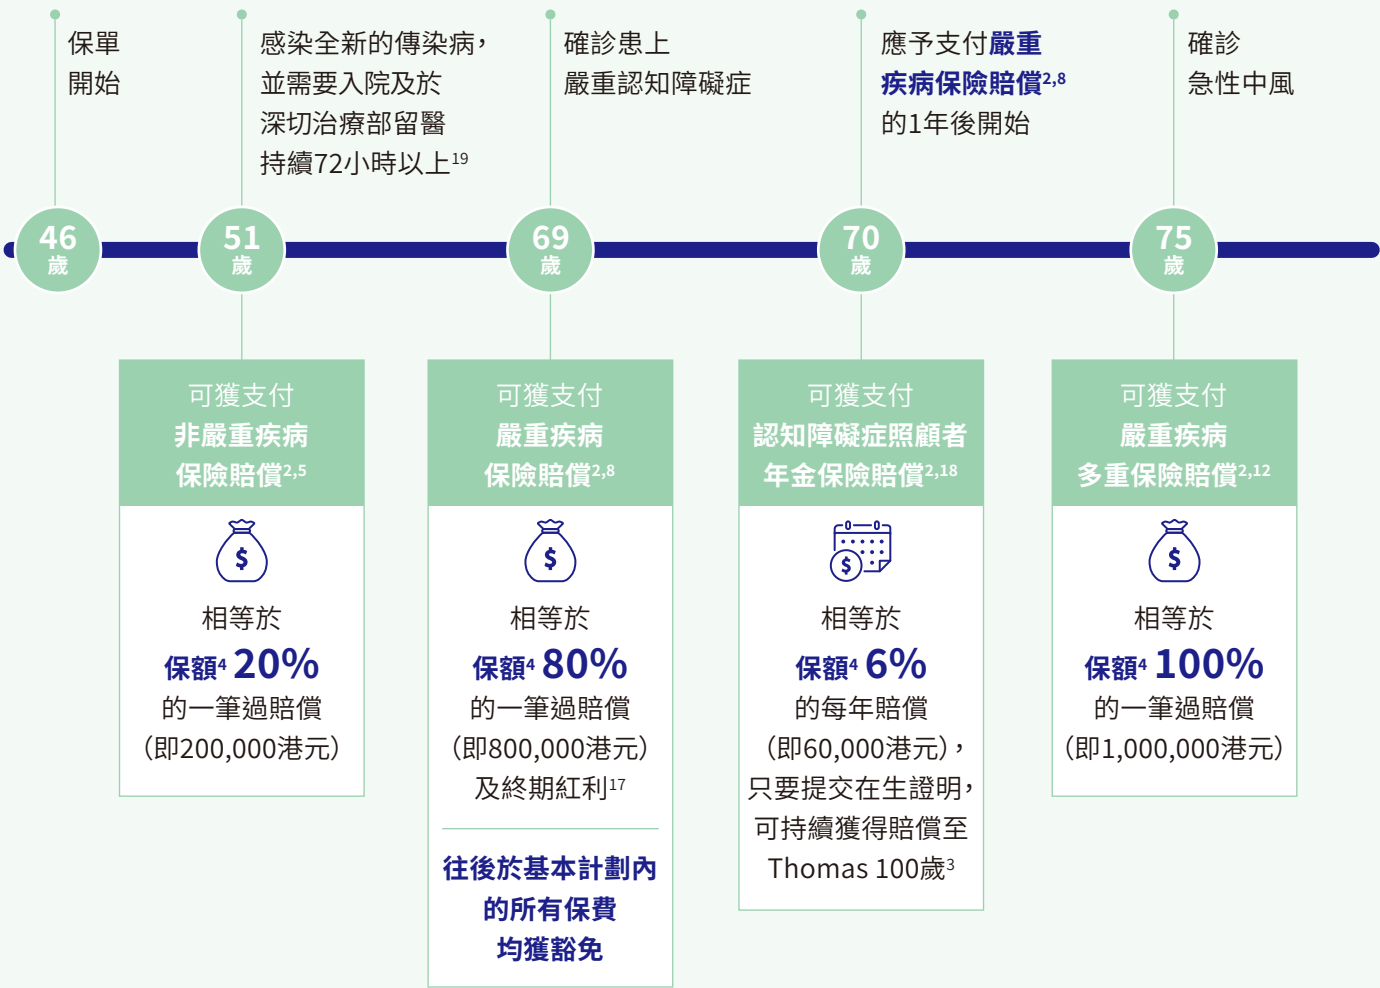 保單
開始
感染全新的傳染病，
並需要入院及於
深切治療部留醫
持續72小時以上19
確診患上
嚴重認知障礙症
應予支付嚴重
疾病保險賠償2,8
的1年後開始
確診
急性中風
46
歲
51
歲
69
歲
70
歲
75
歲
可獲支付
非嚴重疾病
保險賠償2,5
$
相等於
保額4 20%
的一筆過賠償
（即200,000港元）
可獲支付
嚴重疾病
保險賠償2,8
$
相等於
保額4 80%
的一筆過賠償
（即800,000港元）
及終期紅利17
往後於基本計劃內
的所有保費
均獲豁免
可獲支付
認知障礙症照顧者
年金保險賠償2,18
$
相等於
保額4 6%
的每年賠償
（即60,000港元），
只要提交在生證明，
可持續獲得賠償至
Thomas 100歲3
可獲支付
嚴重疾病
多重保險賠償2,12
$
相等於
保額4 100%
的一筆過賠償
（即1,000,000港元）